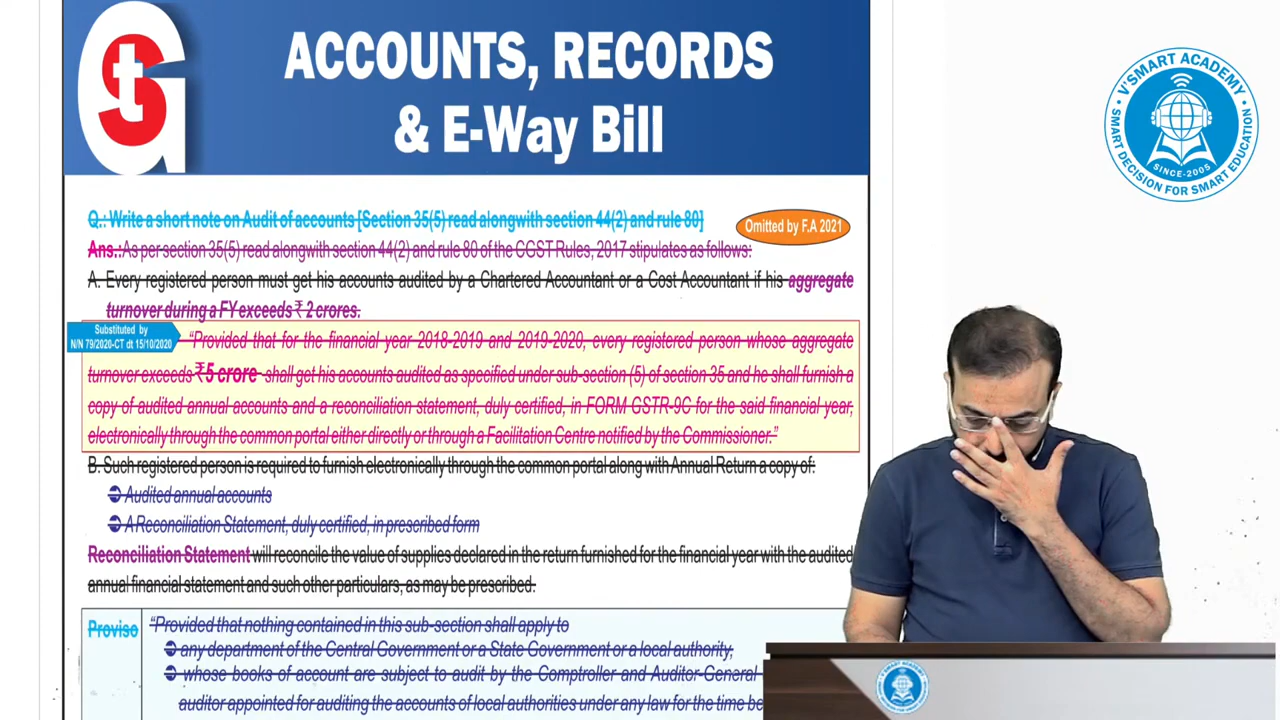 GSt
ACCOUNTS, RECORDS
& E-Way Bill
V'SMART ACADEMY
SINCE-2005
SMART DECISION FOR SMART EDUCATION
Q.: Write a short note on Audit of accounts [Section 35(5) read alongwith section 44(2) and rule 80]
Omitted by F.A 2021
Ans.: As per section 35(5) read alongwith section 44(2) and rule 80 of the CGST Rules, 2017 stipulates as follows:
A. Every registered person must get his accounts audited by a Chartered Accountant or a Cost Accountant if his aggregate
turnover during a FY exceeds ₹ 2 crores.
Substituted by
N/N 79/2020-CT dt 15/10/2020
"Provided that for the financial year 2018-2019 and 2019-2020, every registered person whose aggregate
turnover exceeds ₹5 crore shall get his accounts audited as specified under sub-section (5) of section 35 and he shall furnish a
copy of audited annual accounts and a reconciliation statement, duly certified, in FORM GSTR-9C for the said financial year,
electronically through the common portal either directly or through a Facilitation Centre notified by the Commissioner."
B. Such registered person is required to furnish electronically through the common portal along with Annual Return a copy of:
Audited annual accounts
A Reconciliation Statement, duly certified, in prescribed form
Reconciliation Statement will reconcile the value of supplies declared in the return furnished for the financial year with the audited
annual financial statement and such other particulars, as may be prescribed.
Proviso
"Provided that nothing contained in this sub-section shall apply to
any department of the Central Government or a State Government or a local authority,
whose books of account are subject to audit by the Comptroller and Auditor-General
auditor appointed for auditing the accounts of local authorities under any law for the time be